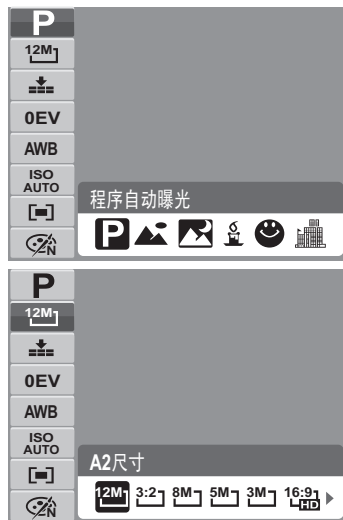 P
12M
0EV
AWB
ISO
AUTO
N
程序自动曝光
P
P
12M
0EV
AWB
ISO
AUTO
N
A2尺寸
12M 3:2 8M 5M 3M 16:9
HD